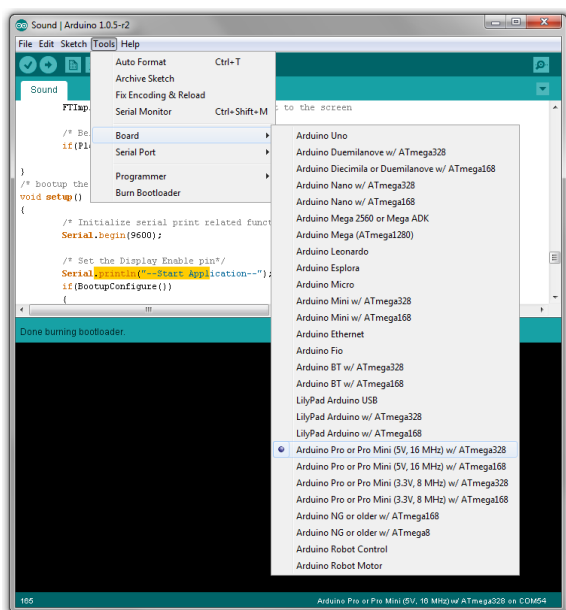 Sound | Arduino 1.0.5-r2
File Edit Sketch Tools Help
Auto Format Ctrl+T
Archive Sketch
Fix Encoding & Reload
Serial Monitor Ctrl+Shift+M
Board
Serial Port
Programmer
Burn Bootloader
Sound
FTImp. t to the screen
/* Be
if(Pl
}
/* bootup the
void setup()
{
/* Initialize serial print related funct
Serial.begin(9600);
/* Set the Display Enable pin*/
Serial.println("--Start Application--");
if(BootupConfigure())
{
Done burning bootloader.
Arduino Uno
Arduino Duemilanove w/ ATmega328
Arduino Diecimila or Duemilanove w/ ATmega168
Arduino Nano w/ ATmega328
Arduino Nano w/ ATmega168
Arduino Mega 2560 or Mega ADK
Arduino Mega (ATmega1280)
Arduino Leonardo
Arduino Esplora
Arduino Micro
Arduino Mini w/ ATmega328
Arduino Mini w/ ATmega168
Arduino Ethernet
Arduino Fio
Arduino BT w/ ATmega328
Arduino BT w/ ATmega168
LilyPad Arduino USB
LilyPad Arduino w/ ATmega328
LilyPad Arduino w/ ATmega168
Arduino Pro or Pro Mini (5V, 16 MHz) w/ ATmega328
Arduino Pro or Pro Mini (5V, 16 MHz) w/ ATmega168
Arduino Pro or Pro Mini (3.3V, 8 MHz) w/ ATmega328
Arduino Pro or Pro Mini (3.3V, 8 MHz) w/ ATmega168
Arduino NG or older w/ ATmega168
Arduino NG or older w/ ATmega8
Arduino Robot Control
Arduino Robot Motor
165 Arduino Pro or Pro Mini (5V, 16 MHz) w/ ATmega328 on COM54